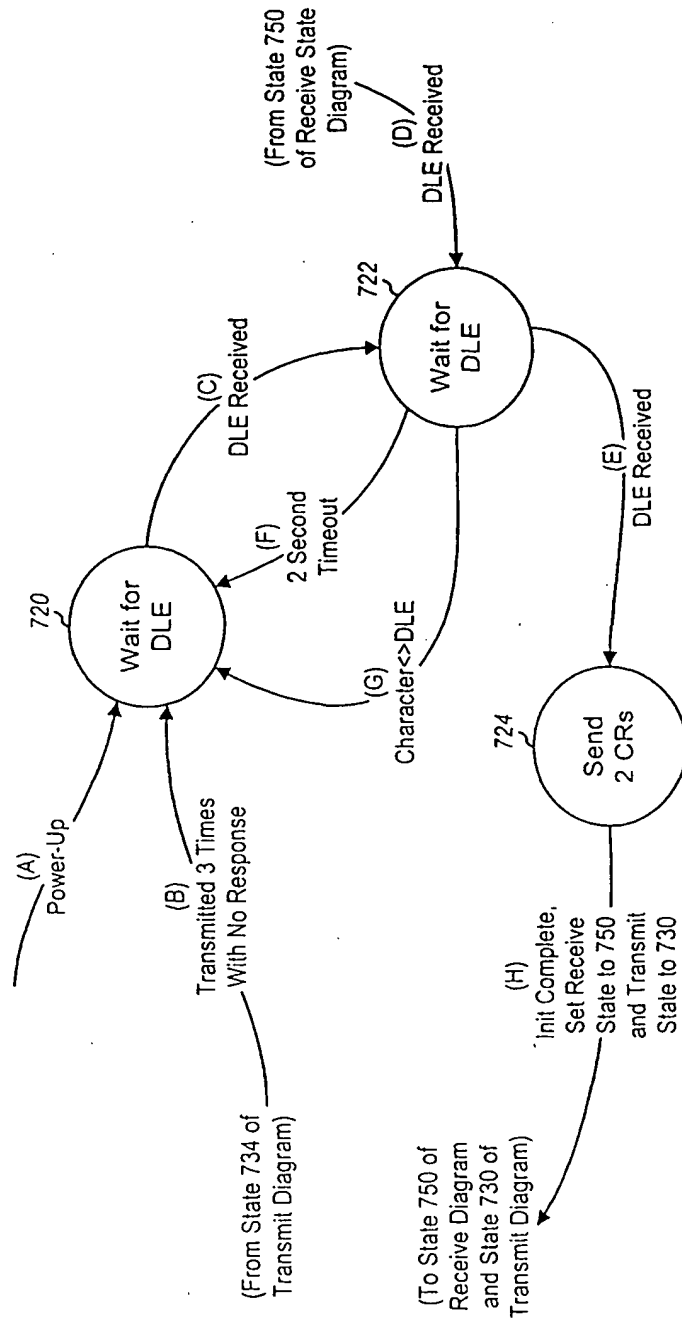 (A)
Power-Up
(B)
Transmitted 3 Times
With No Response
(From State 734 of
Transmit Diagram)
720
Wait for
DLE
(C)
DLE Received
(F)
2 Second
Timeout
(G)
Character<>DLE
722
Wait for
DLE
(From State 750
of Receive State
Diagram)
(D)
DLE Received
(E)
DLE Received
724
Send
2 CRs
(H)
Init Complete,
Set Receive
State to 750
and Transmit
State to 730
(To State 750 of
Receive Diagram
and State 730 of
Transmit Diagram)